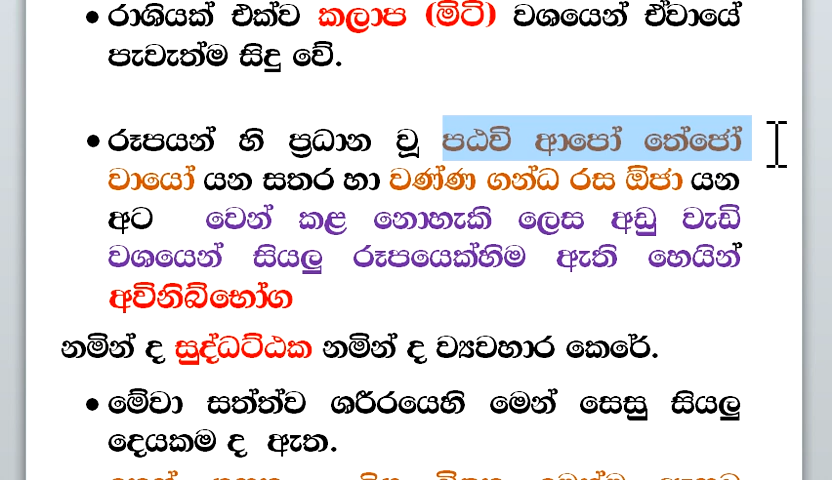 • රාශියක් එක්ව කලාප (මිටි) වශයෙන් ඒවායේ
පැවැත්ම සිදු වේ.
• රූපයන් හි ප්‍රධාන වූ පඨවි ආපෝ තේජෝ
වායෝ යන සතර හා වණ්ණ ගන්ධ රස ඕජා යන
අට වෙන් කළ නොහැකි ලෙස අඩු වැඩි
වශයෙන් සියලු රූපයෙක්හිම ඇති හෙයින්
අවිනිබ්භෝග
නමින් ද සුද්ධට්ඨක නමින් ද ව්‍යවහාර කෙරේ.
• මේවා සත්ත්ව ශරීරයෙහි මෙන් සෙසු සියලු
දෙයකම ද ඇත.